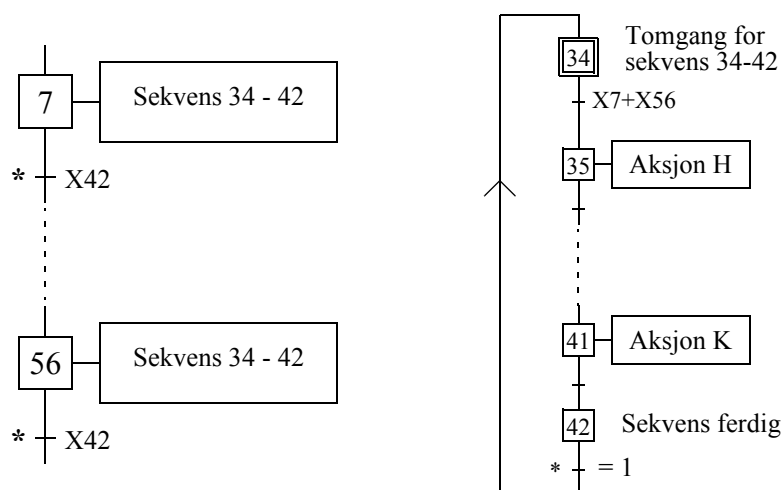 7
Sekvens 34 - 42
* X42
56
Sekvens 34 - 42
* X42
34
Tomgang for
sekvens 34-42
X7+X56
35
Aksjon H
41
Aksjon K
42
Sekvens ferdig
* = 1